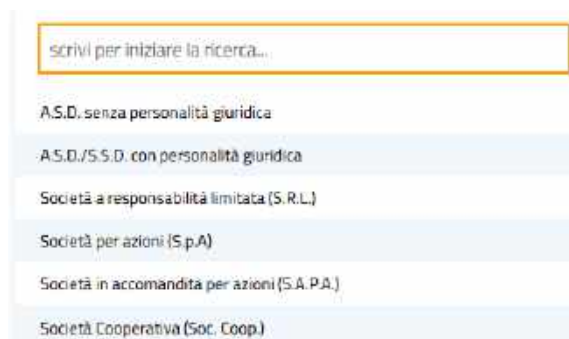 scrivi per iniziare la ricerca...
A.S.D. senza personalità giuridica
A.S.D./S.S.D. con personalità giuridica
Società a responsabilità limitata (S.R.L.)
Società per azioni (S.p.A)
Società in accomandita per azioni (S.A.P.A.)
Società Cooperativa (Soc. Coop.)